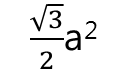 √3/2 a²